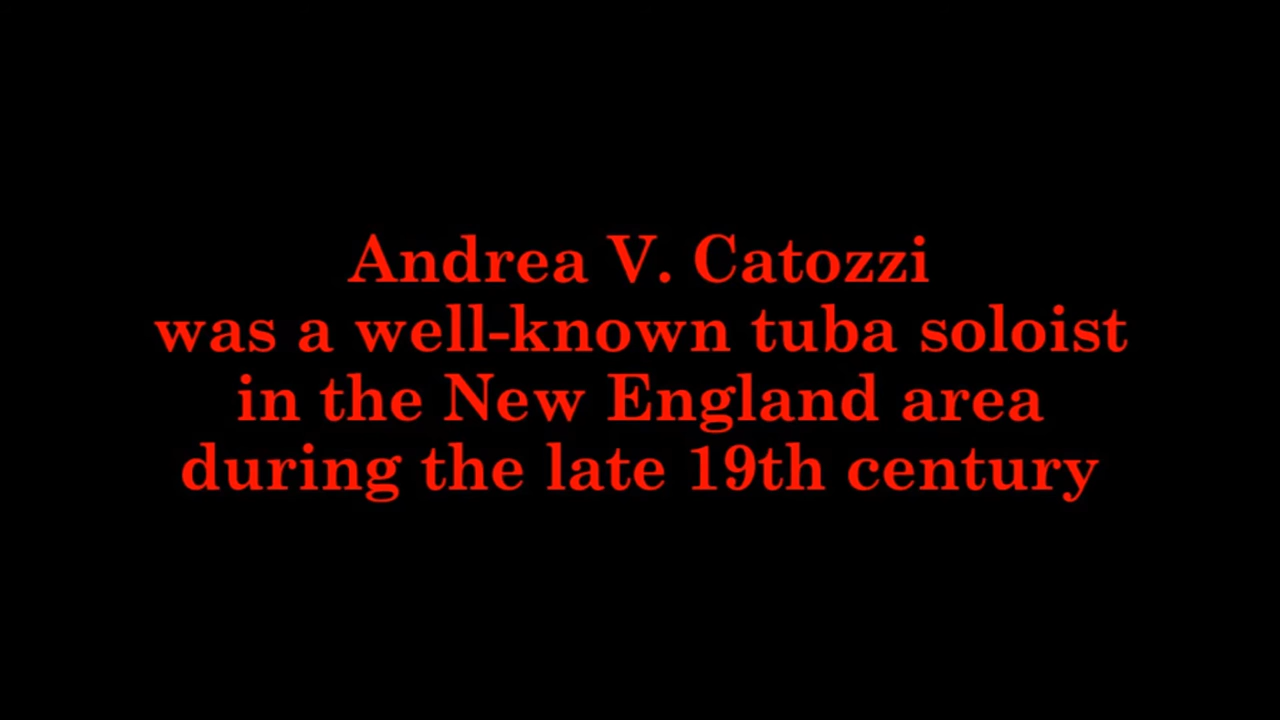 Andrea V. Catozzi
was a well-known tuba soloist
in the New England area
during the late 19th century